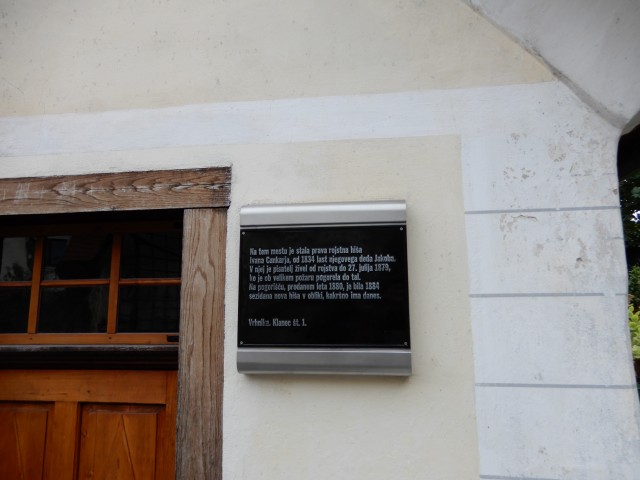 Na tem mestu je stala prava rojstna hiša
Ivana Cankarja, od 1834 last njegovega deda Jakoba.
V njej je pisatelj živel od rojstva do 27. julija 1879,
ko je ob velikem požaru pogorela do tal.
Na pogorišču, prodanem leta 1880, je bila 1884
sezidana nova hiša v obliki, kakršno ima danes.
Vrhnika, Klanec št. 1.